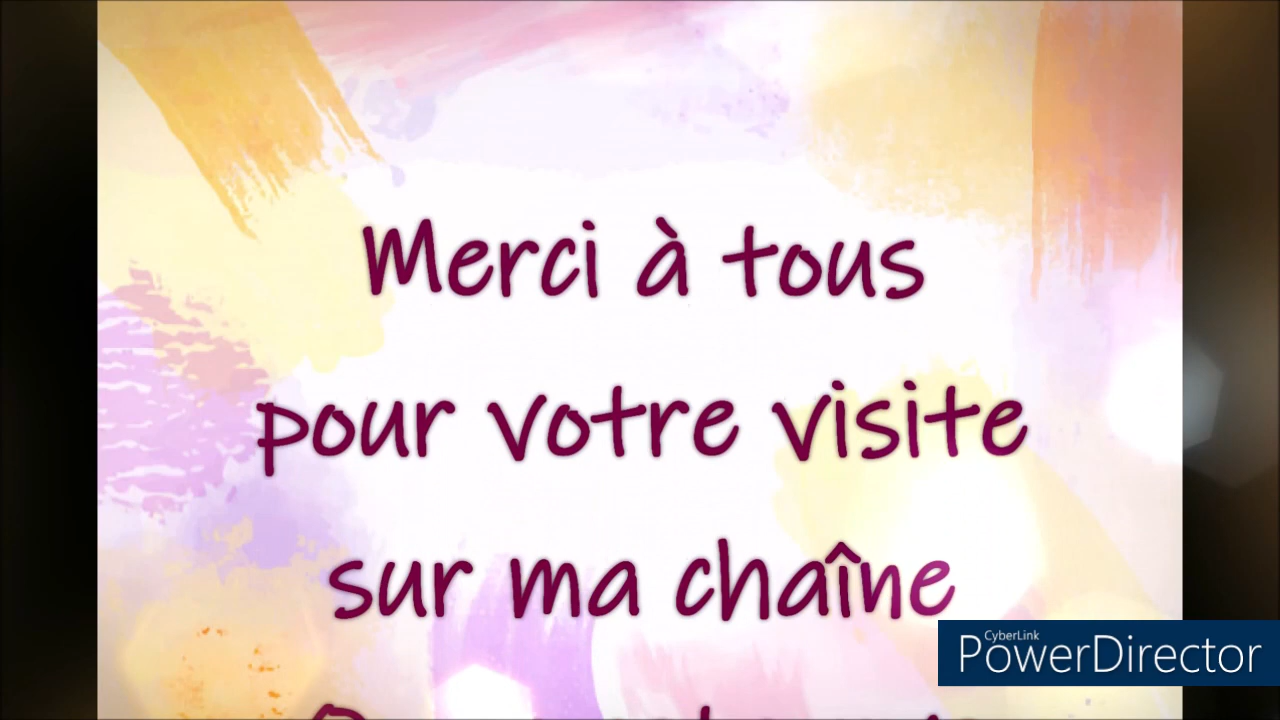 Merci à tous
pour votre visite
sur ma chaîne
CyberLink
PowerDirector